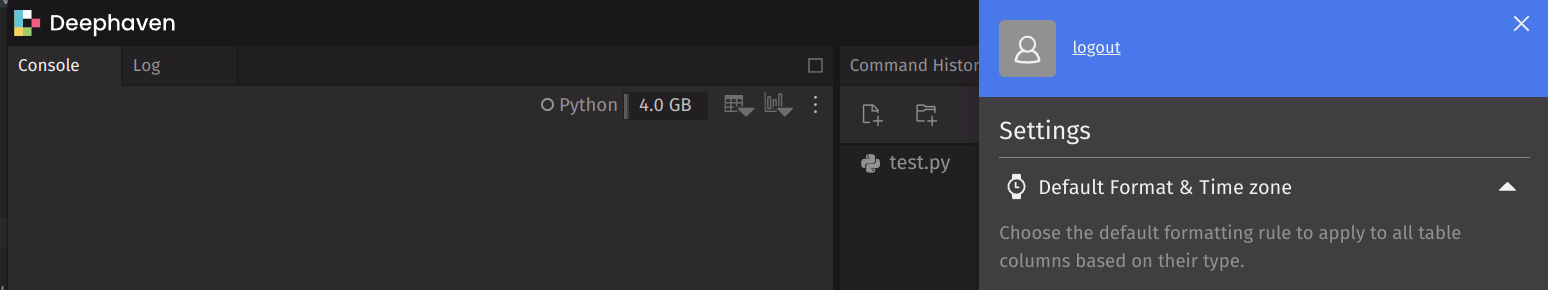 Deephaven
Console
Log
Python 4.0 GB
Command Histor
test.py
logout
Settings
Default Format & Time zone
Choose the default formatting rule to apply to all table
columns based on their type.